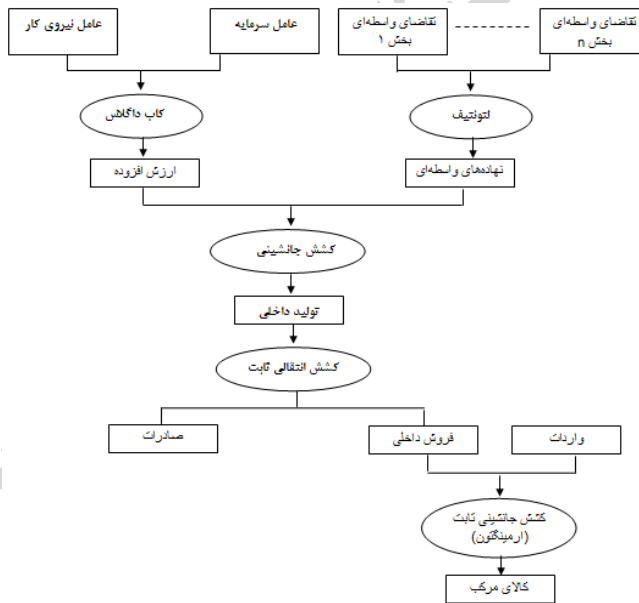 عامل نیروی کار
عامل سرمایه
تقاضای واسطه‌ای
بخش ۱
تقاضای واسطه‌ای
بخش n
کاب داگلاس
لئونتیف
ارزش افزوده
نهاده‌های واسطه‌ای
کشش جانشینی
تولید داخلی
کشش انتقالی ثابت
صادرات
فروش داخلی
واردات
کشش جانشینی ثابت
(ارمینگتون)
کالای مرکب